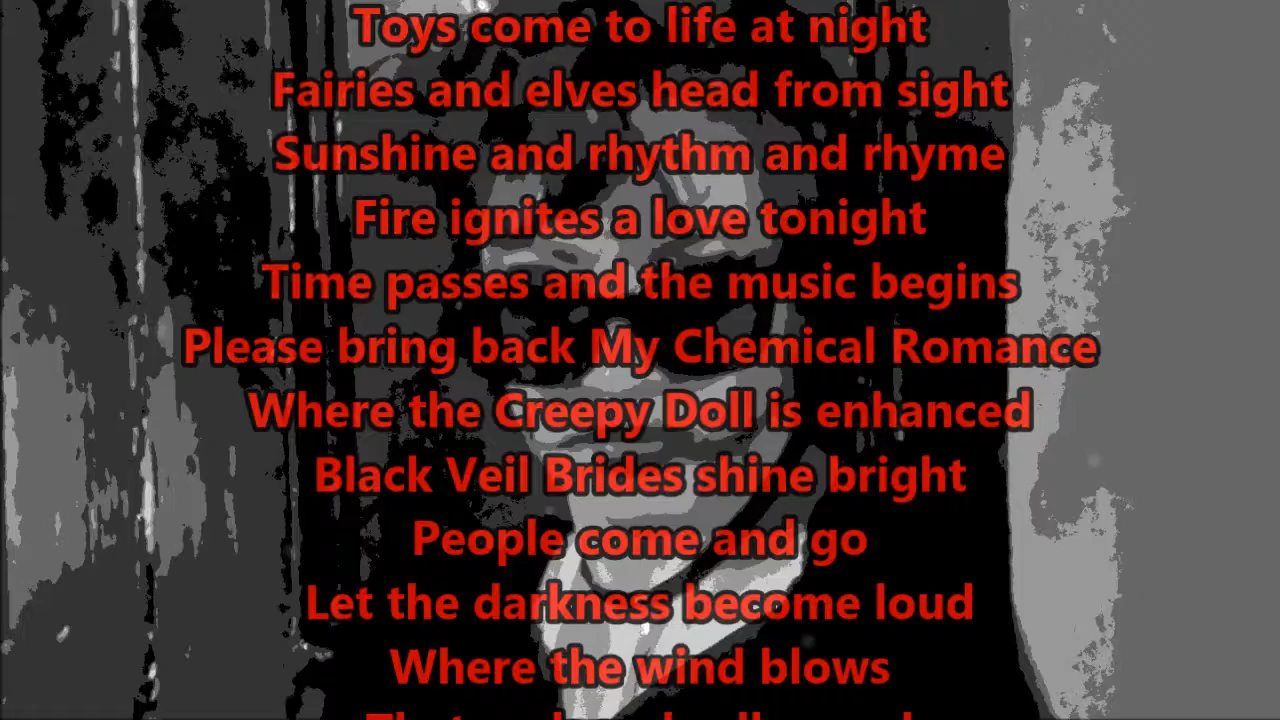 Toys come to life at night
Fairies and elves head from sight
Sunshine and rhythm and rhyme
Fire ignites a love tonight
Time passes and the music begins
Please bring back My Chemical Romance
Where the Creepy Doll is enhanced
Black Veil Brides shine bright
People come and go
Let the darkness become loud
Where the wind blows